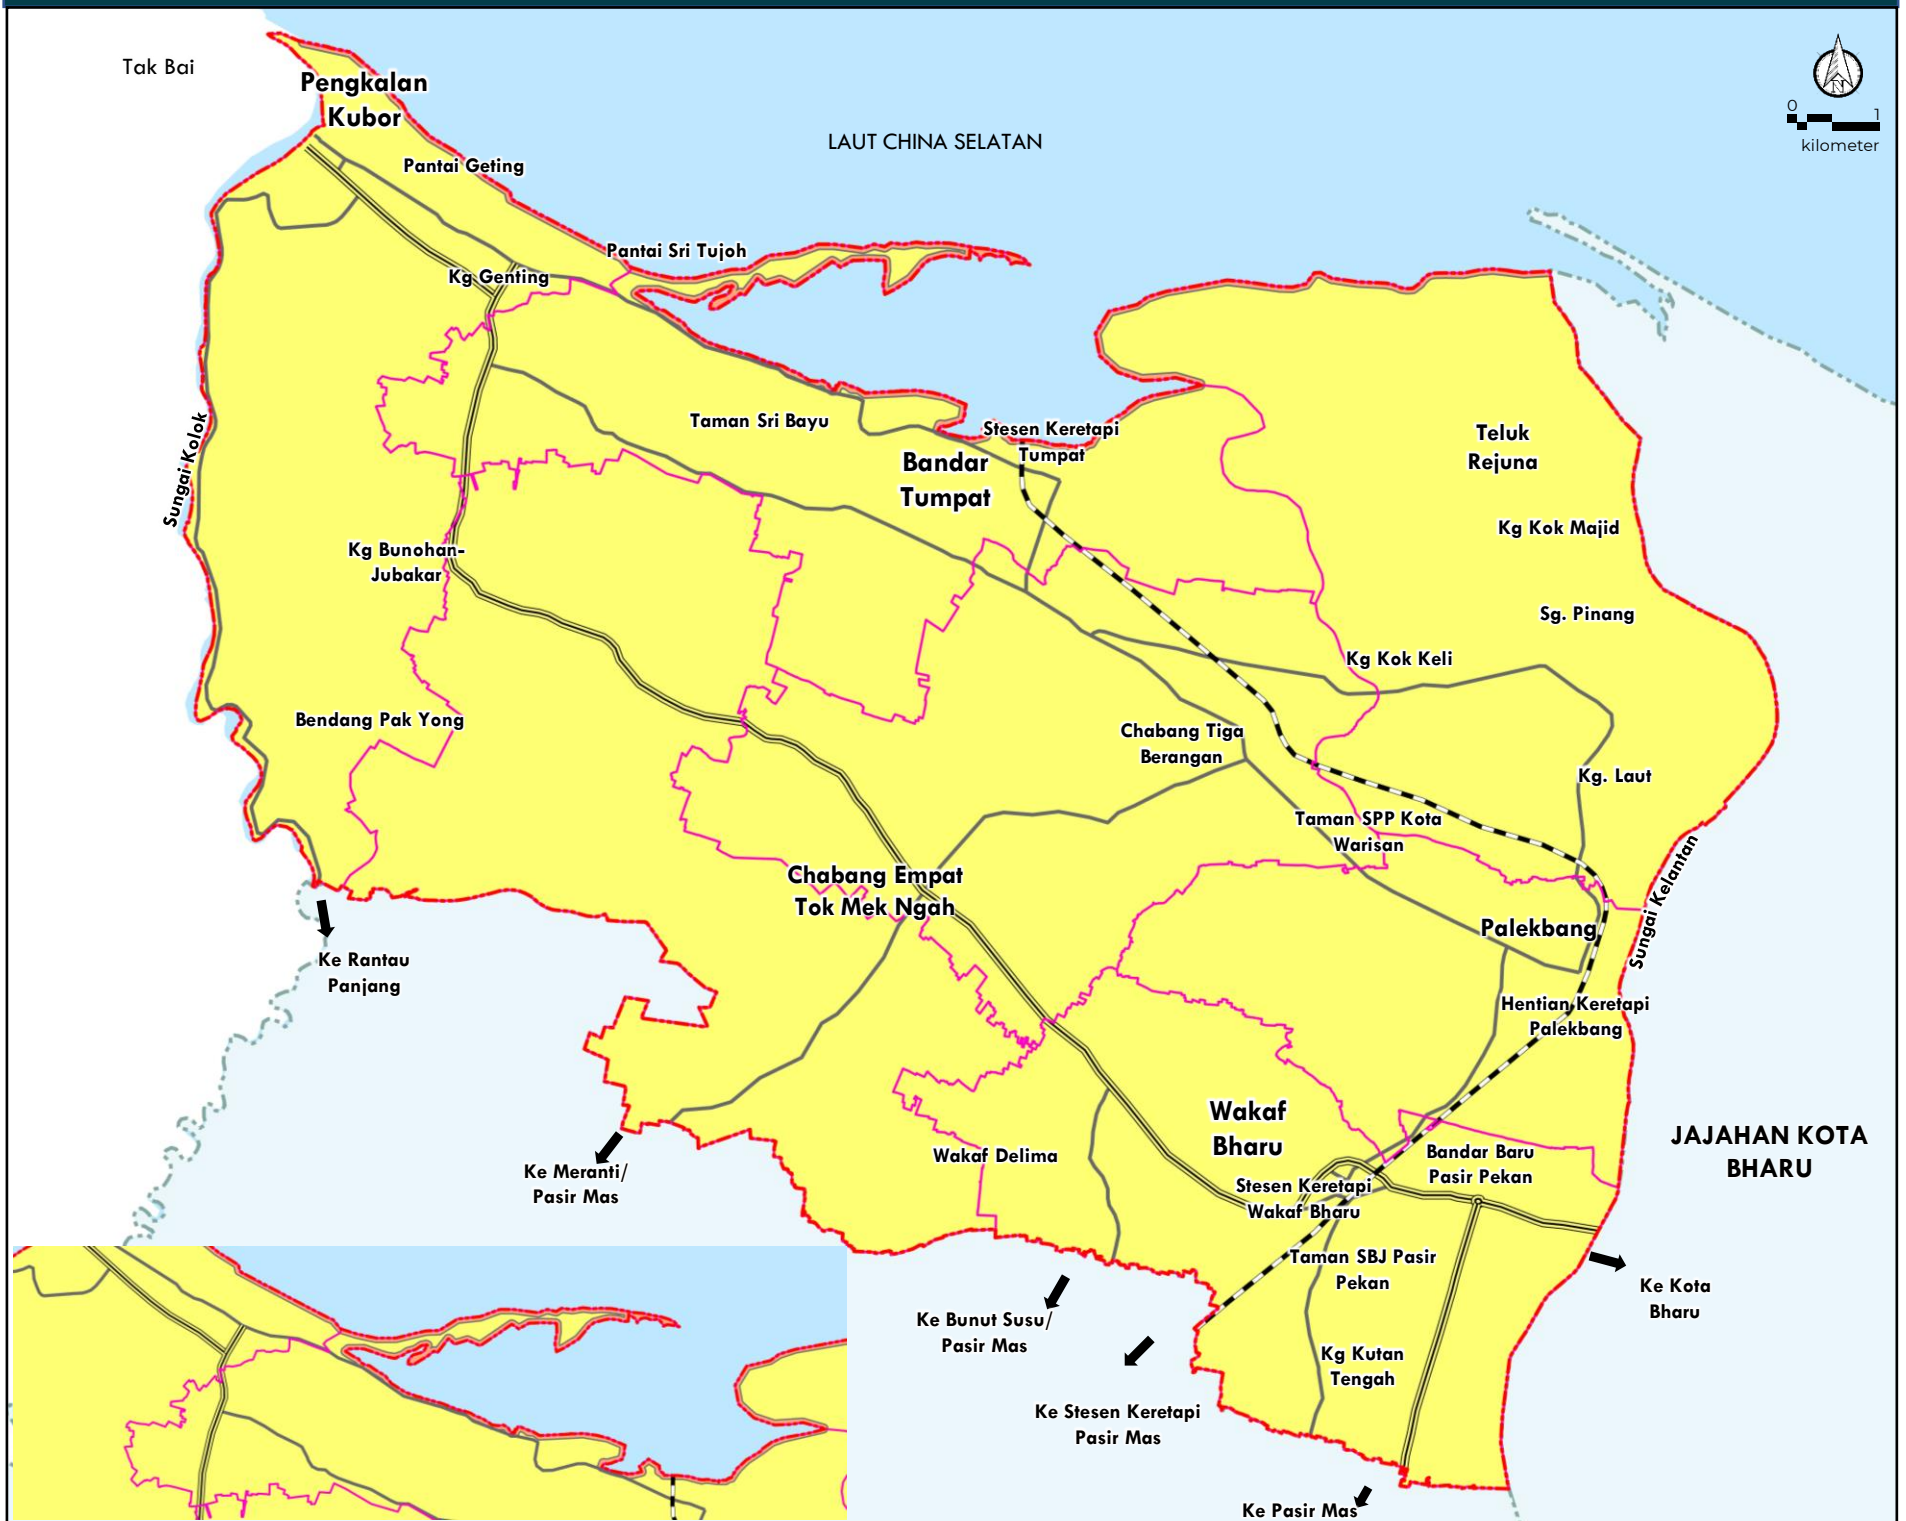 Tak Bai
Pengkalan
Kubor
LAUT CHINA SELATAN
N
0 1
kilometer
Pantai Geting
Pantai Sri Tujoh
Kg Genting
Sungai Kolok
Taman Sri Bayu
Stesen Keretapi
Tumpat
Bandar
Tumpat
Teluk
Rejuna
Kg Kok Majid
Kg Bunohan-
Jubakar
Sg. Pinang
Kg Kok Keli
Bendang Pak Yong
Chabang Tiga
Berangan
Kg. Laut
Taman SPP Kota
Warisan
Chabang Empat
Tok Mek Ngah
Sungai Kelantan
Palekbang
Ke Rantau
Panjang
Hentian Keretapi
Palekbang
Wakaf
Bharu
JAJAHAN KOTA
BHARU
Wakaf Delima
Bandar Baru
Pasir Pekan
Ke Meranti/
Pasir Mas
Stesen Keretapi
Wakaf Bharu
Taman SBJ Pasir
Pekan
Ke Kota
Bharu
Ke Bunut Susu/
Pasir Mas
Kg Kutan
Tengah
Ke Stesen Keretapi
Pasir Mas
Ke Pasir Mas